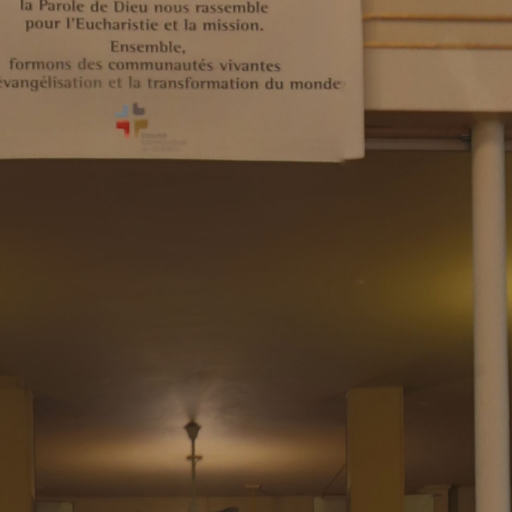 la Parole de Dieu nous rassemble
pour l'Eucharistie et la mission.
Ensemble,
formons des communautés vivantes
évangélisation et la transformation du monde